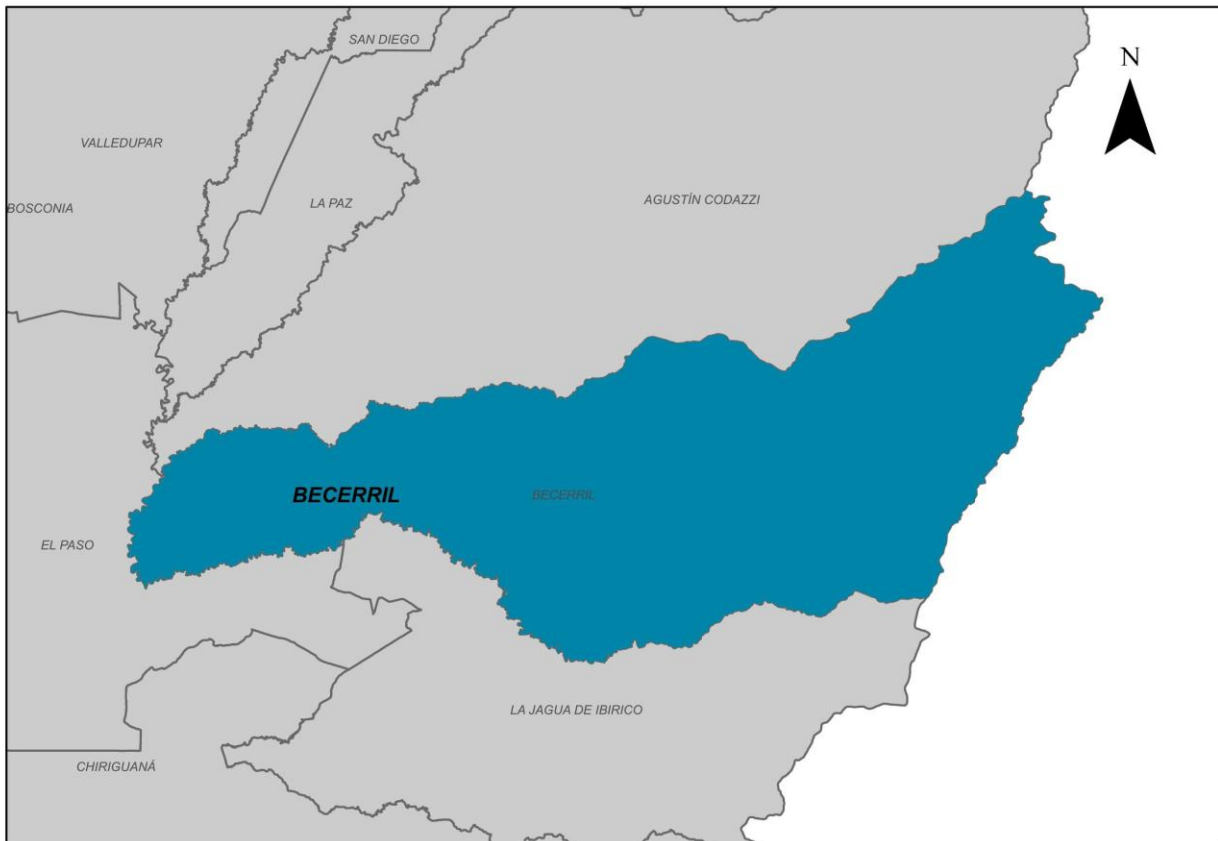 SAN DIEGO
N
VALLEDUPAR
LA PAZ
BOSCONIA
AGUSTÍN CODAZZI
BECERRIL
BECERRIL
EL PASO
LA JAGUA DE IBIRICO
CHIRIGUANÁ